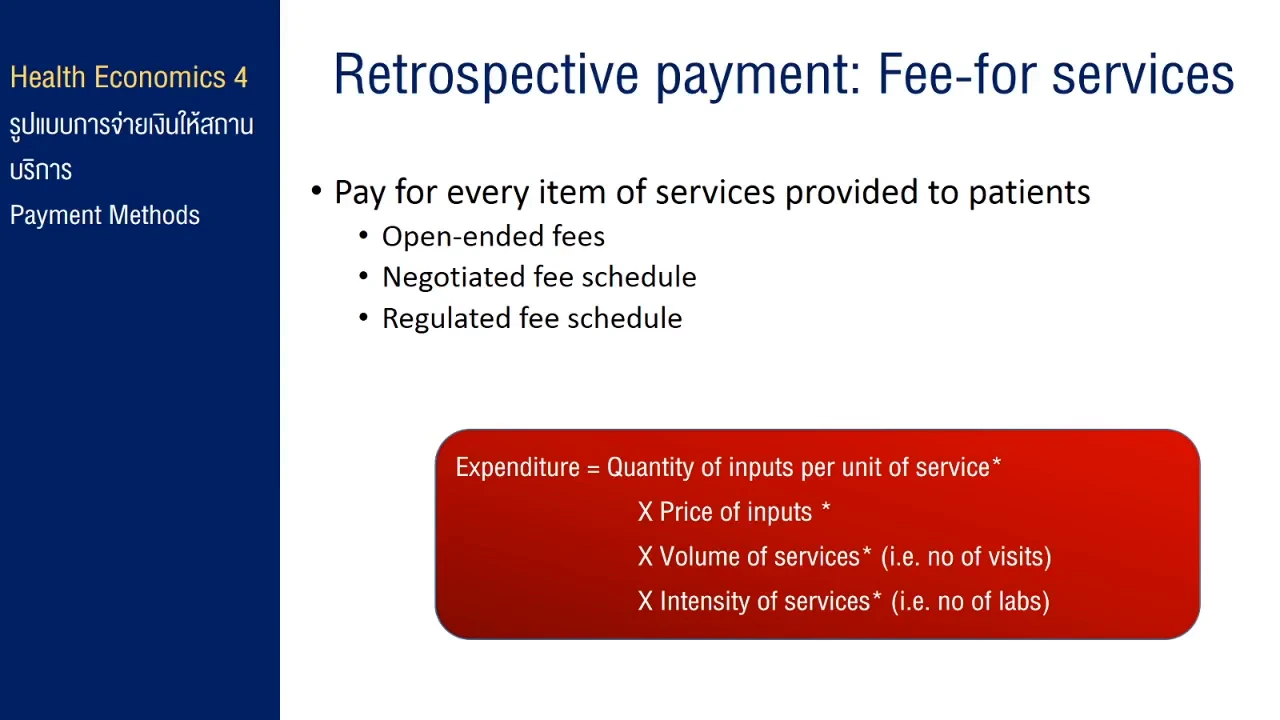 Health Economics 4
รูปแบบการจ่ายเงินให้สถาน
บริการ
Payment Methods
Retrospective payment: Fee-for services
• Pay for every item of services provided to patients
• Open-ended fees
• Negotiated fee schedule
• Regulated fee schedule
Expenditure = Quantity of inputs per unit of service*
X Price of inputs *
X Volume of services* (i.e. no of visits)
X Intensity of services* (i.e. no of labs)